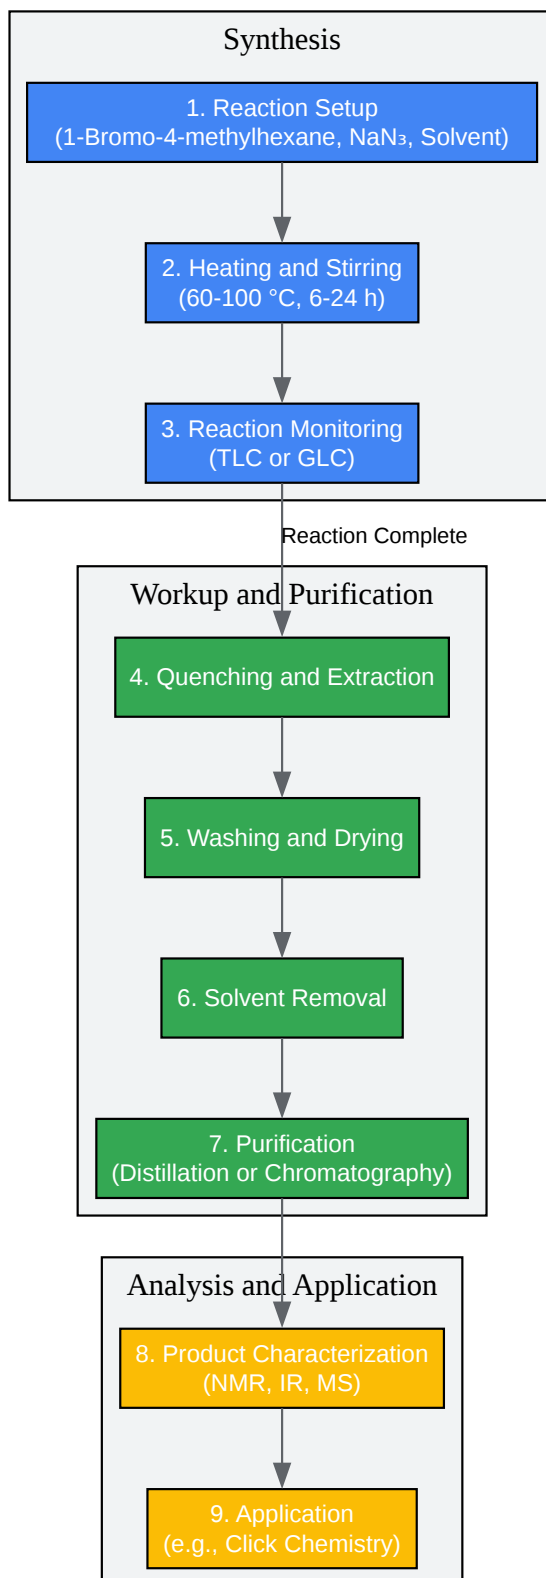 Synthesis
1. Reaction Setup
(1-Bromo-4-methylhexane, NaN₃, Solvent)
2. Heating and Stirring
(60-100 °C, 6-24 h)
3. Reaction Monitoring
(TLC or GLC)
Reaction Complete
Workup and Purification
4. Quenching and Extraction
5. Washing and Drying
6. Solvent Removal
7. Purification
(Distillation or Chromatography)
Analysis and Application
8. Product Characterization
(NMR, IR, MS)
9. Application
(e.g., Click Chemistry)